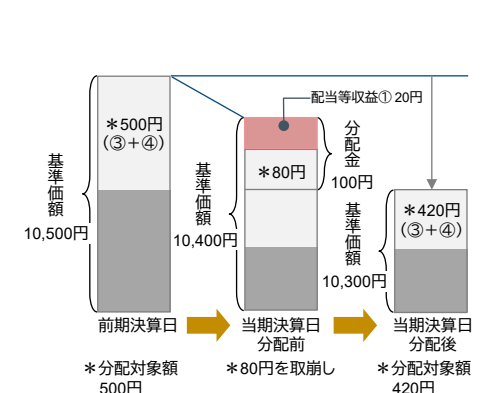 配当等収益① 20円
＊500円
（③＋④）
分配金
100円
＊80円
基準価額
10,500円
基準価額
10,400円
基準価額
10,300円
＊420円
（③＋④）
前期決算日
当期決算日
分配前
当期決算日
分配後
＊分配対象額
500円
＊80円を取崩し
＊分配対象額
420円